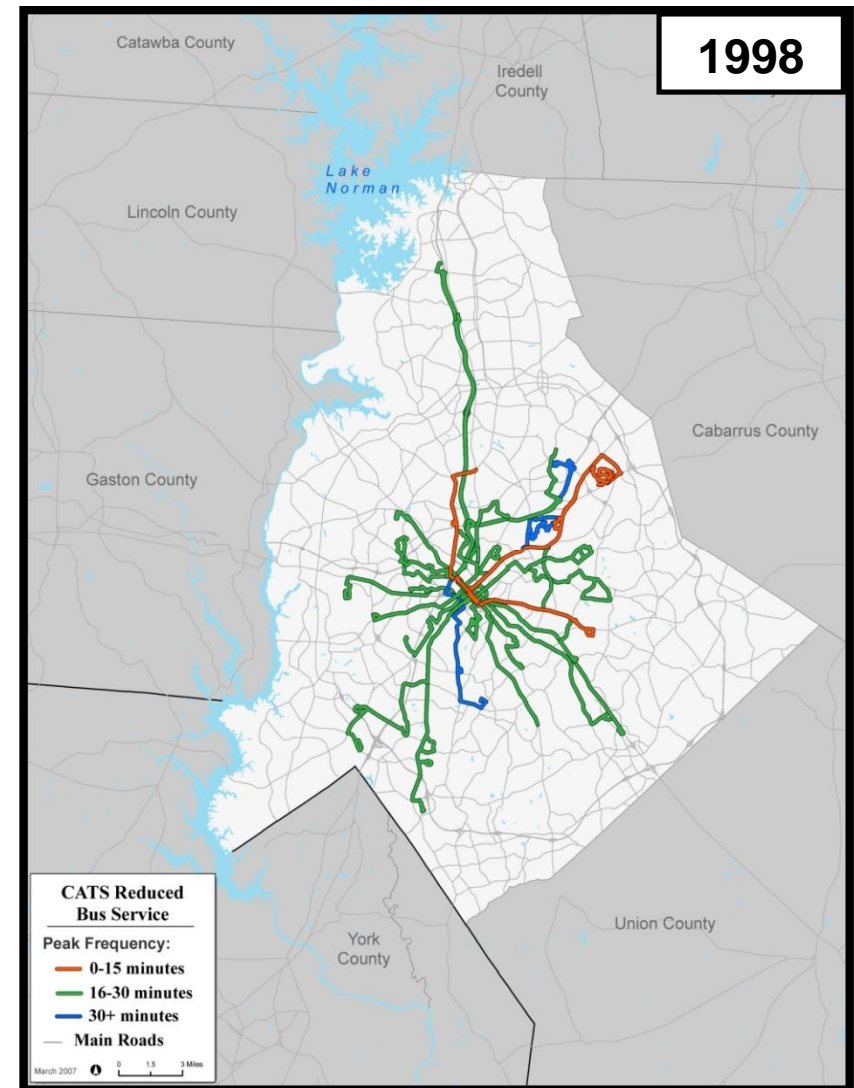 1998
Catawba County
Iredell
County
Lake
Norman
Lincoln County
Cabarrus County
Gaston County
Union County
York
County
CATS Reduced
Bus Service
Peak Frequency:
0-15 minutes
16-30 minutes
30+ minutes
Main Roads
March 2007
0 1.5 3 Miles